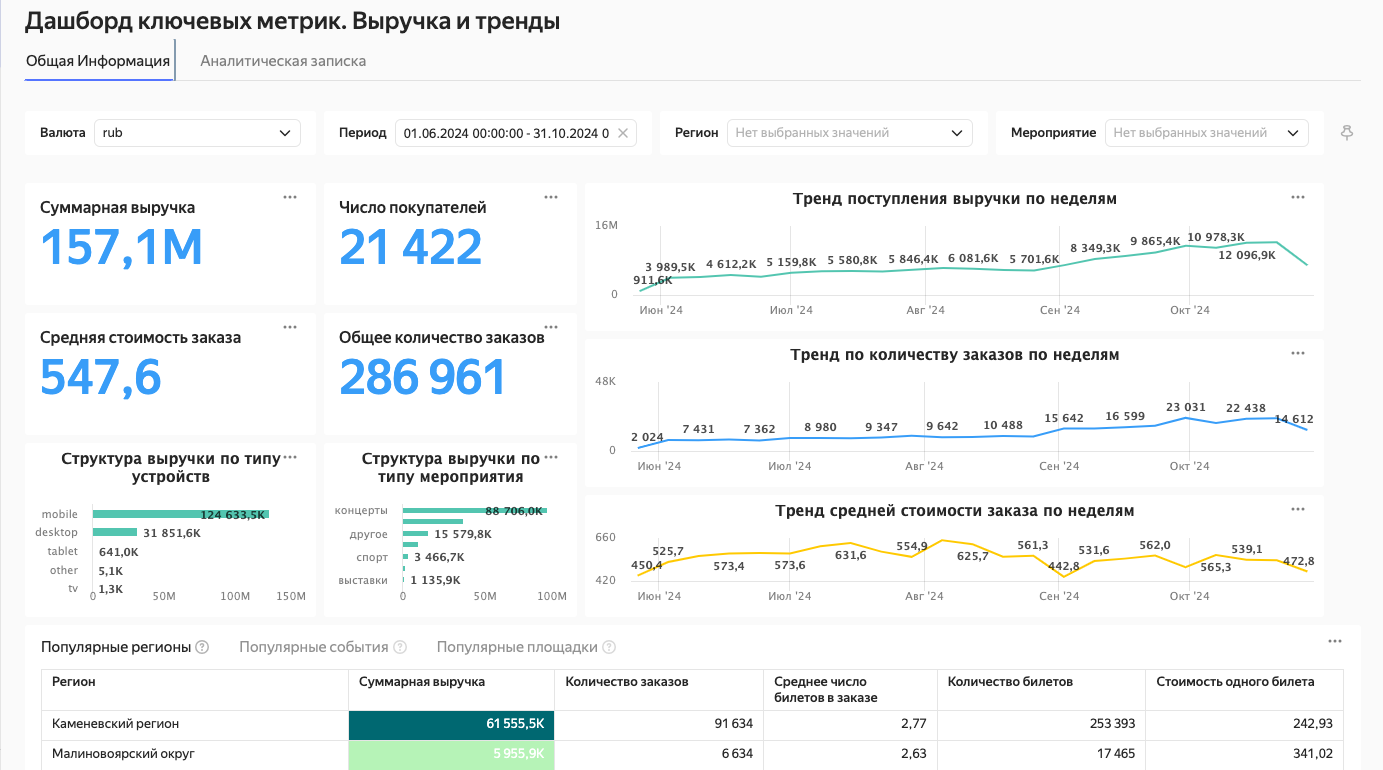 Дашборд ключевых метрик. Выручка и тренды
Общая Информация
Аналитическая записка
Валюта
rub
Период
01.06.2024 00:00:00 - 31.10.2024 0
Регион
Нет выбранных значений
Мероприятие
Нет выбранных значений
Суммарная выручка
157,1M
Число покупателей
21 422
Средняя стоимость заказа
547,6
Общее количество заказов
286 961
Тренд поступления выручки по неделям
16M
0
911,6K
3 989,5K
4 612,2K
5 159,8K
5 580,8K
5 846,4K
6 081,6K
5 701,6K
8 349,3K
9 865,4K
10 978,3K
12 096,9K
Июн '24
Июл '24
Авг '24
Сен '24
Окт '24
Тренд по количеству заказов по неделям
48K
0
2 024
7 431
7 362
8 980
9 347
9 642
10 488
15 642
16 599
23 031
22 438
14 612
Июн '24
Июл '24
Авг '24
Сен '24
Окт '24
Структура выручки по типу
устройств
mobile
124 633,5K
desktop
31 851,6K
tablet
641,0K
other
5,1K
tv
1,3K
0
50M
100M
150M
Структура выручки по
типу мероприятия
концерты
88 706,0K
другое
15 579,8K
спорт
3 466,7K
выставки
1 135,9K
0
50M
100M
Тренд средней стоимости заказа по неделям
660
420
450,4
525,7
573,4
573,6
631,6
554,9
625,7
561,3
442,8
531,6
562,0
565,3
539,1
472,8
Июн '24
Июл '24
Авг '24
Сен '24
Окт '24
Популярные регионы
Популярные события
Популярные площадки
Регион
Суммарная выручка
Количество заказов
Среднее число
билетов в заказе
Количество билетов
Стоимость одного билета
Каменевский регион
61 555,5K
91 634
2,77
253 393
242,93
Малиновоярский округ
5 955,9K
6 634
2,63
17 465
341,02